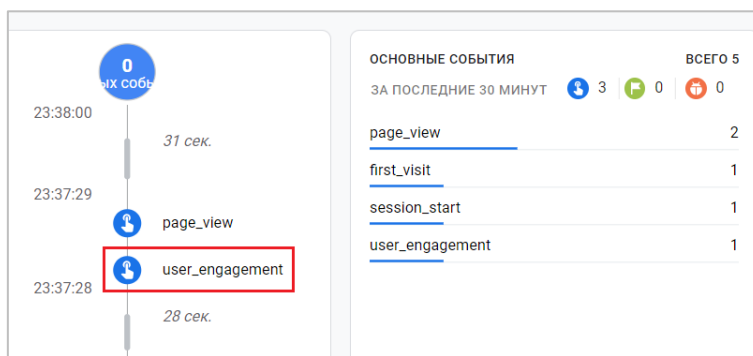 0
ых собы
23:38:00
31 сек.
23:37:29
page_view
user_engagement
23:37:28
28 сек.
ОСНОВНЫЕ СОБЫТИЯ ВСЕГО 5
ЗА ПОСЛЕДНИЕ 30 МИНУТ 3 0 0
page_view 2
first_visit 1
session_start 1
user_engagement 1